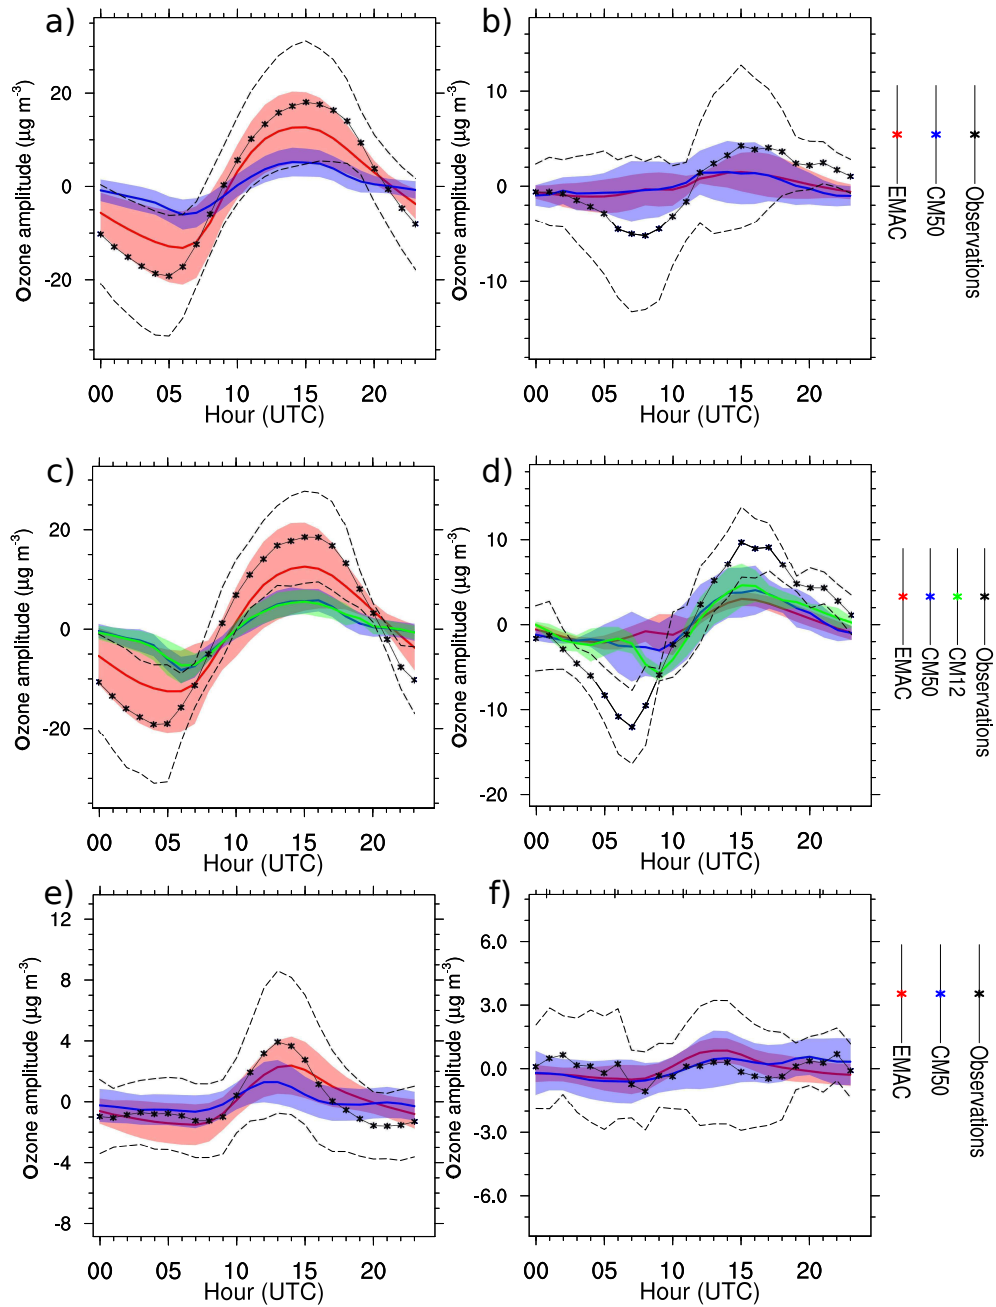 a)
b)
Ozone amplitude (µg m⁻³)
20
0
-20
00 05 10 15 20
Hour (UTC)
Ozone amplitude (µg m⁻³)
10
0
-10
00 05 10 15 20
Hour (UTC)
EMAC
CM50
Observations
c)
d)
Ozone amplitude (µg m⁻³)
20
0
-20
00 05 10 15 20
Hour (UTC)
Ozone amplitude (µg m⁻³)
10
0
-10
-20
00 05 10 15 20
Hour (UTC)
EMAC
CM50
CM12
Observations
e)
f)
Ozone amplitude (µg m⁻³)
12
8
4
0
-4
-8
00 05 10 15 20
Hour (UTC)
Ozone amplitude (µg m⁻³)
6.0
3.0
0.0
-3.0
-6.0
00 05 10 15 20
Hour (UTC)
EMAC
CM50
Observations